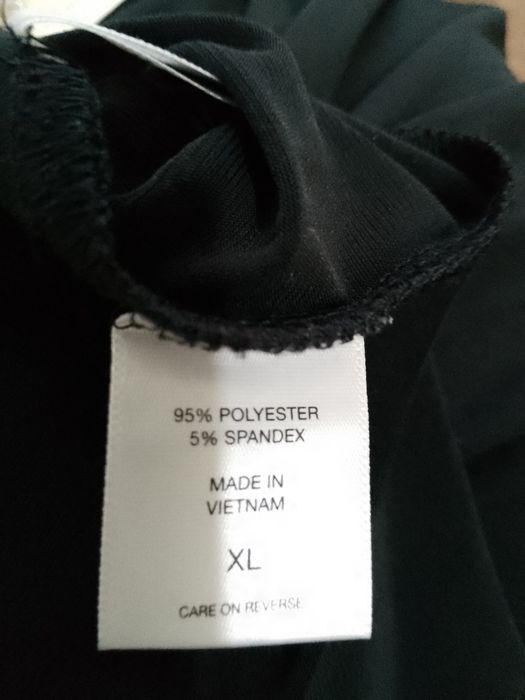 95% POLYESTER
5% SPANDEX
MADE IN
VIETNAM
XL
CARE ON REVERSE